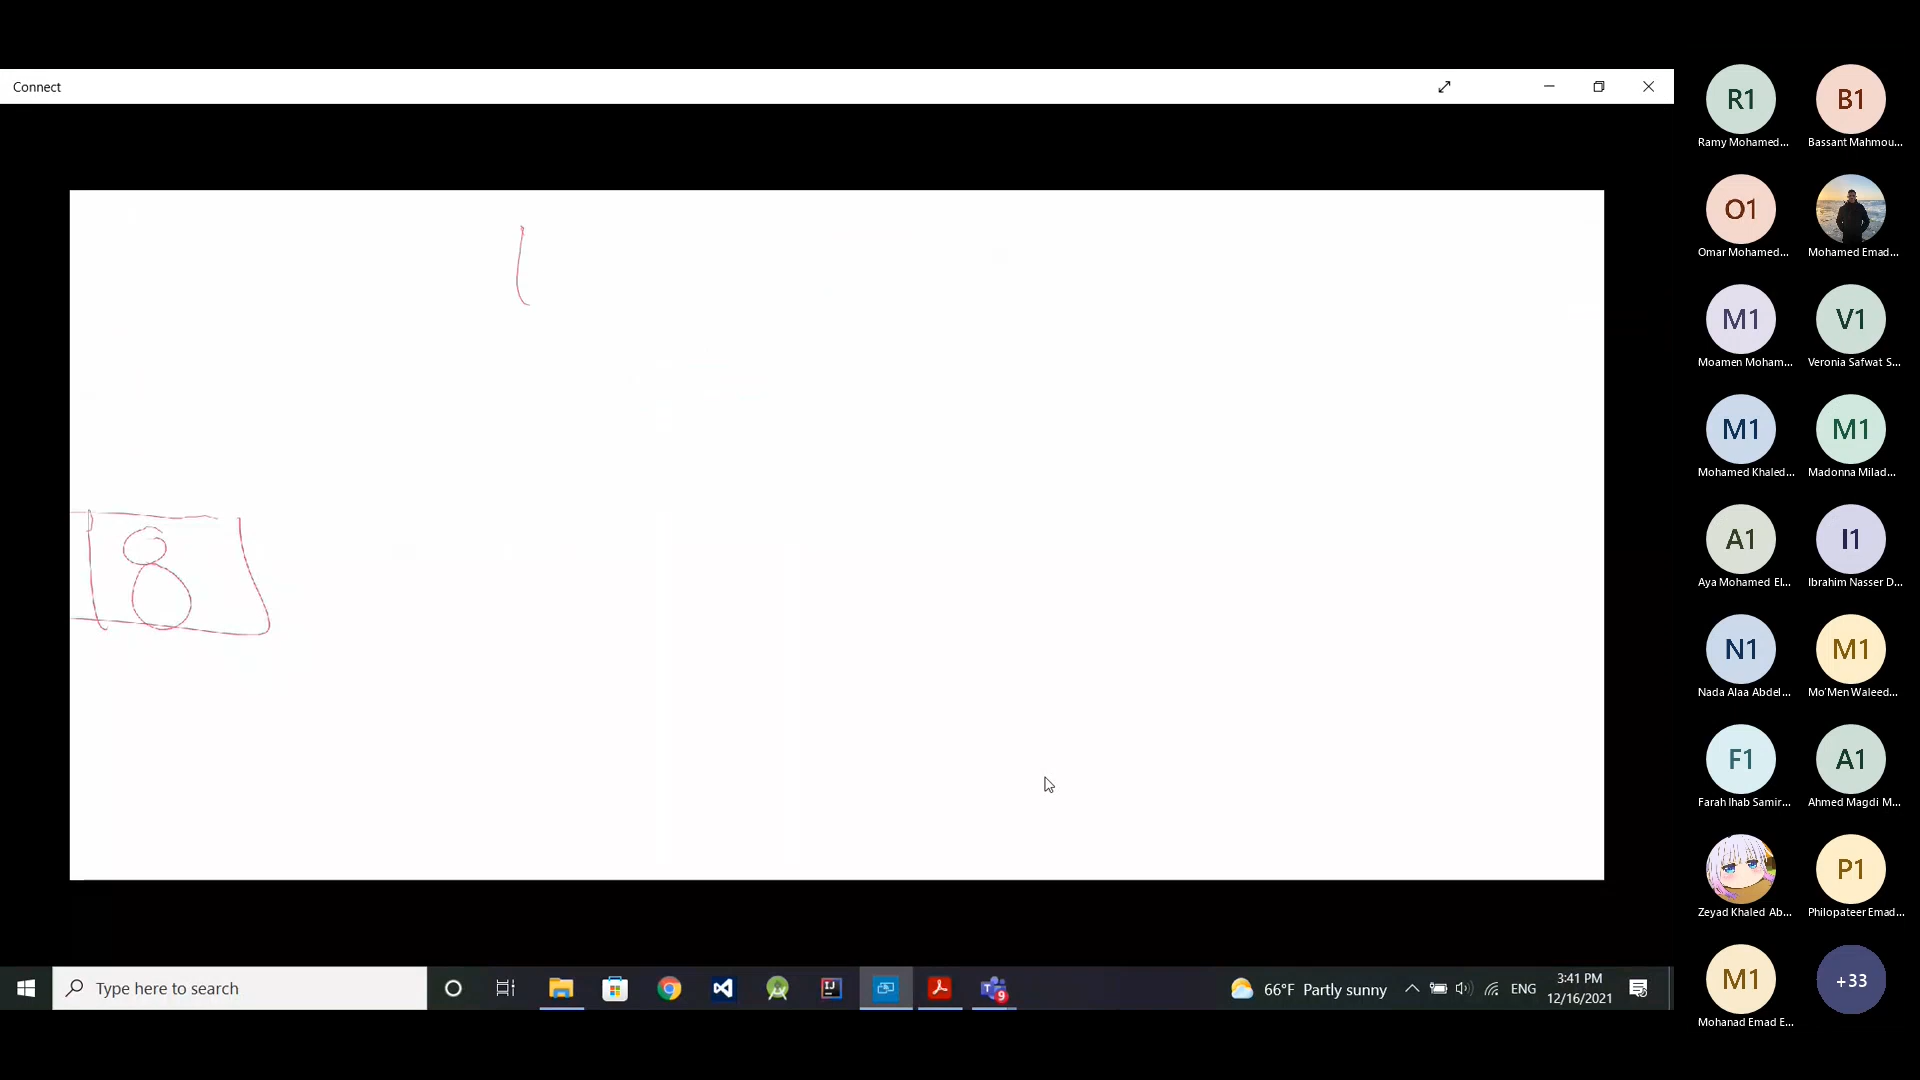 Connect
8
Type here to search
9
66°F Partly sunny
ENG
3:41 PM
12/16/2021
R1
Ramy Mohamed...
B1
Bassant Mahmou...
O1
Omar Mohamed...
Mohamed Emad...
M1
Moamen Moham...
V1
Veronia Safwat S...
M1
Mohamed Khaled...
M1
Madonna Milad...
A1
Aya Mohamed El...
I1
Ibrahim Nasser D...
N1
Nada Alaa Abdel...
M1
Mo'Men Waleed...
F1
Farah Ihab Samir...
A1
Ahmed Magdi M...
Zeyad Khaled Ab...
P1
Philopateer Emad...
M1
Mohanad Emad E...
+33